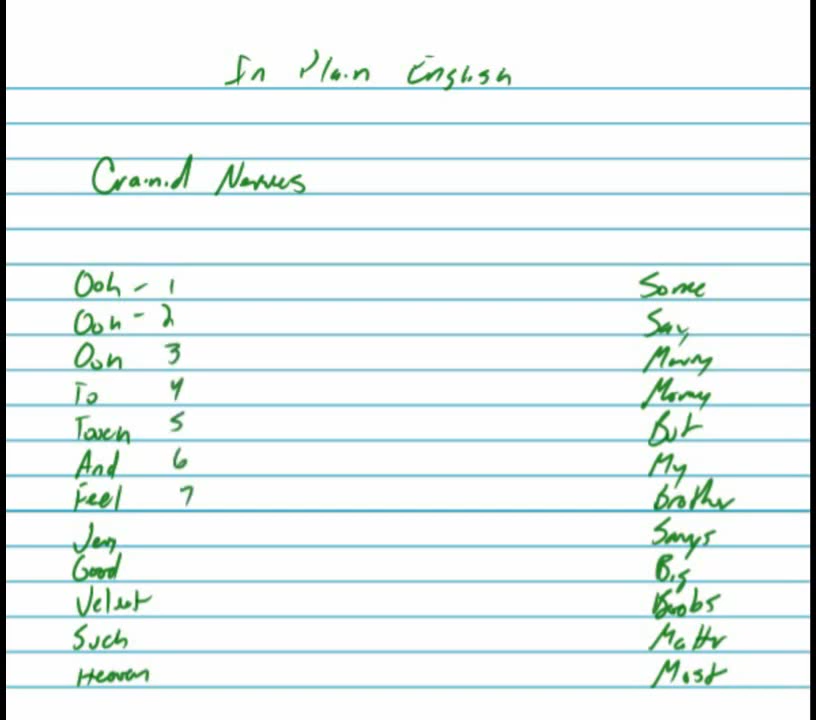 In Plain English
Cranial Nerves
Ooh - 1 Some
Ooh - 2 Say
Ooh 3 Marry
To 4 Money
Touch 5 But
And 6 My
Feel 7 Brother
Very Says
Good Big
Velvet Boobs
Such Matter
Heaven Most